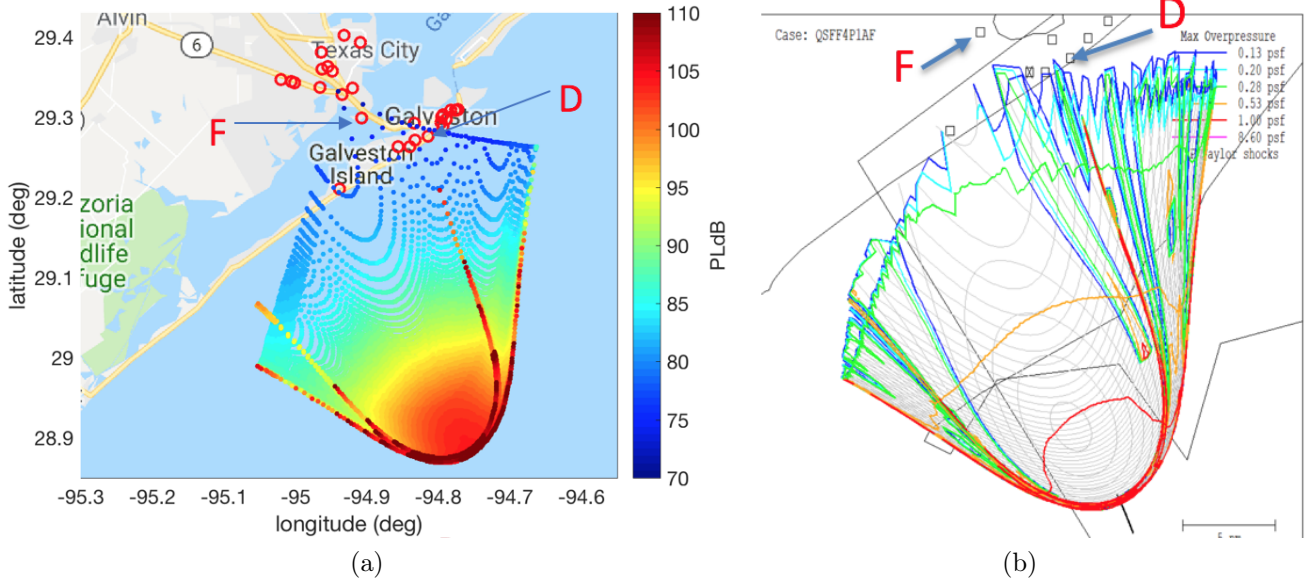 Alvin
6
Texas City
D
F
Galveston
Ga
Galveston
Island
zoria
ional
dlife
fuge
29.4
29.3
29.2
29.1
29
28.9
latitude (deg)
-95.3
-95.2
-95.1
-95
-94.9
-94.8
-94.7
-94.6
longitude (deg)
110
105
100
95
90
85
80
75
70
PLdB
(a)
Case: QSFF4P1AF
F
D
Max Overpressure
0.13 psf
0.20 psf
0.28 psf
0.53 psf
1.00 psf
8.60 psf
aylor shocks
(b)